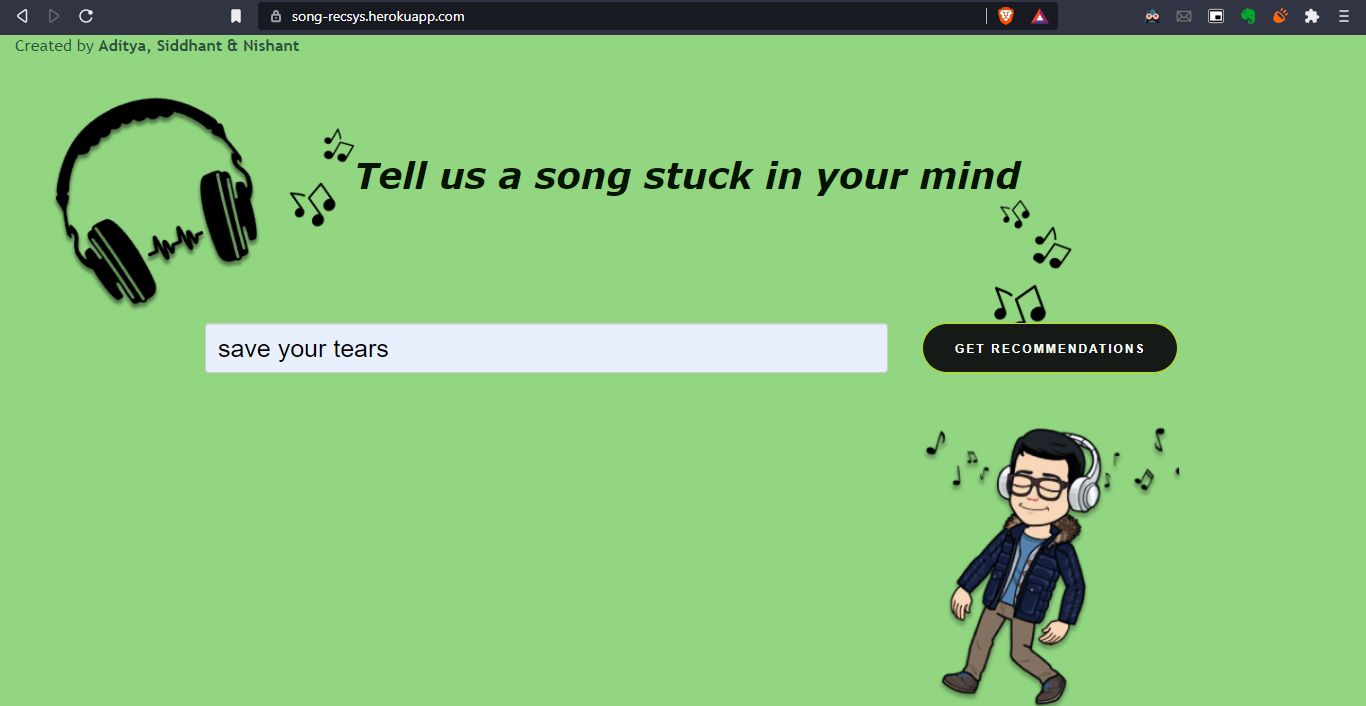 song-recsys.herokuapp.com
Created by Aditya, Siddhant & Nishant
Tell us a song stuck in your mind
save your tears
GET RECOMMENDATIONS